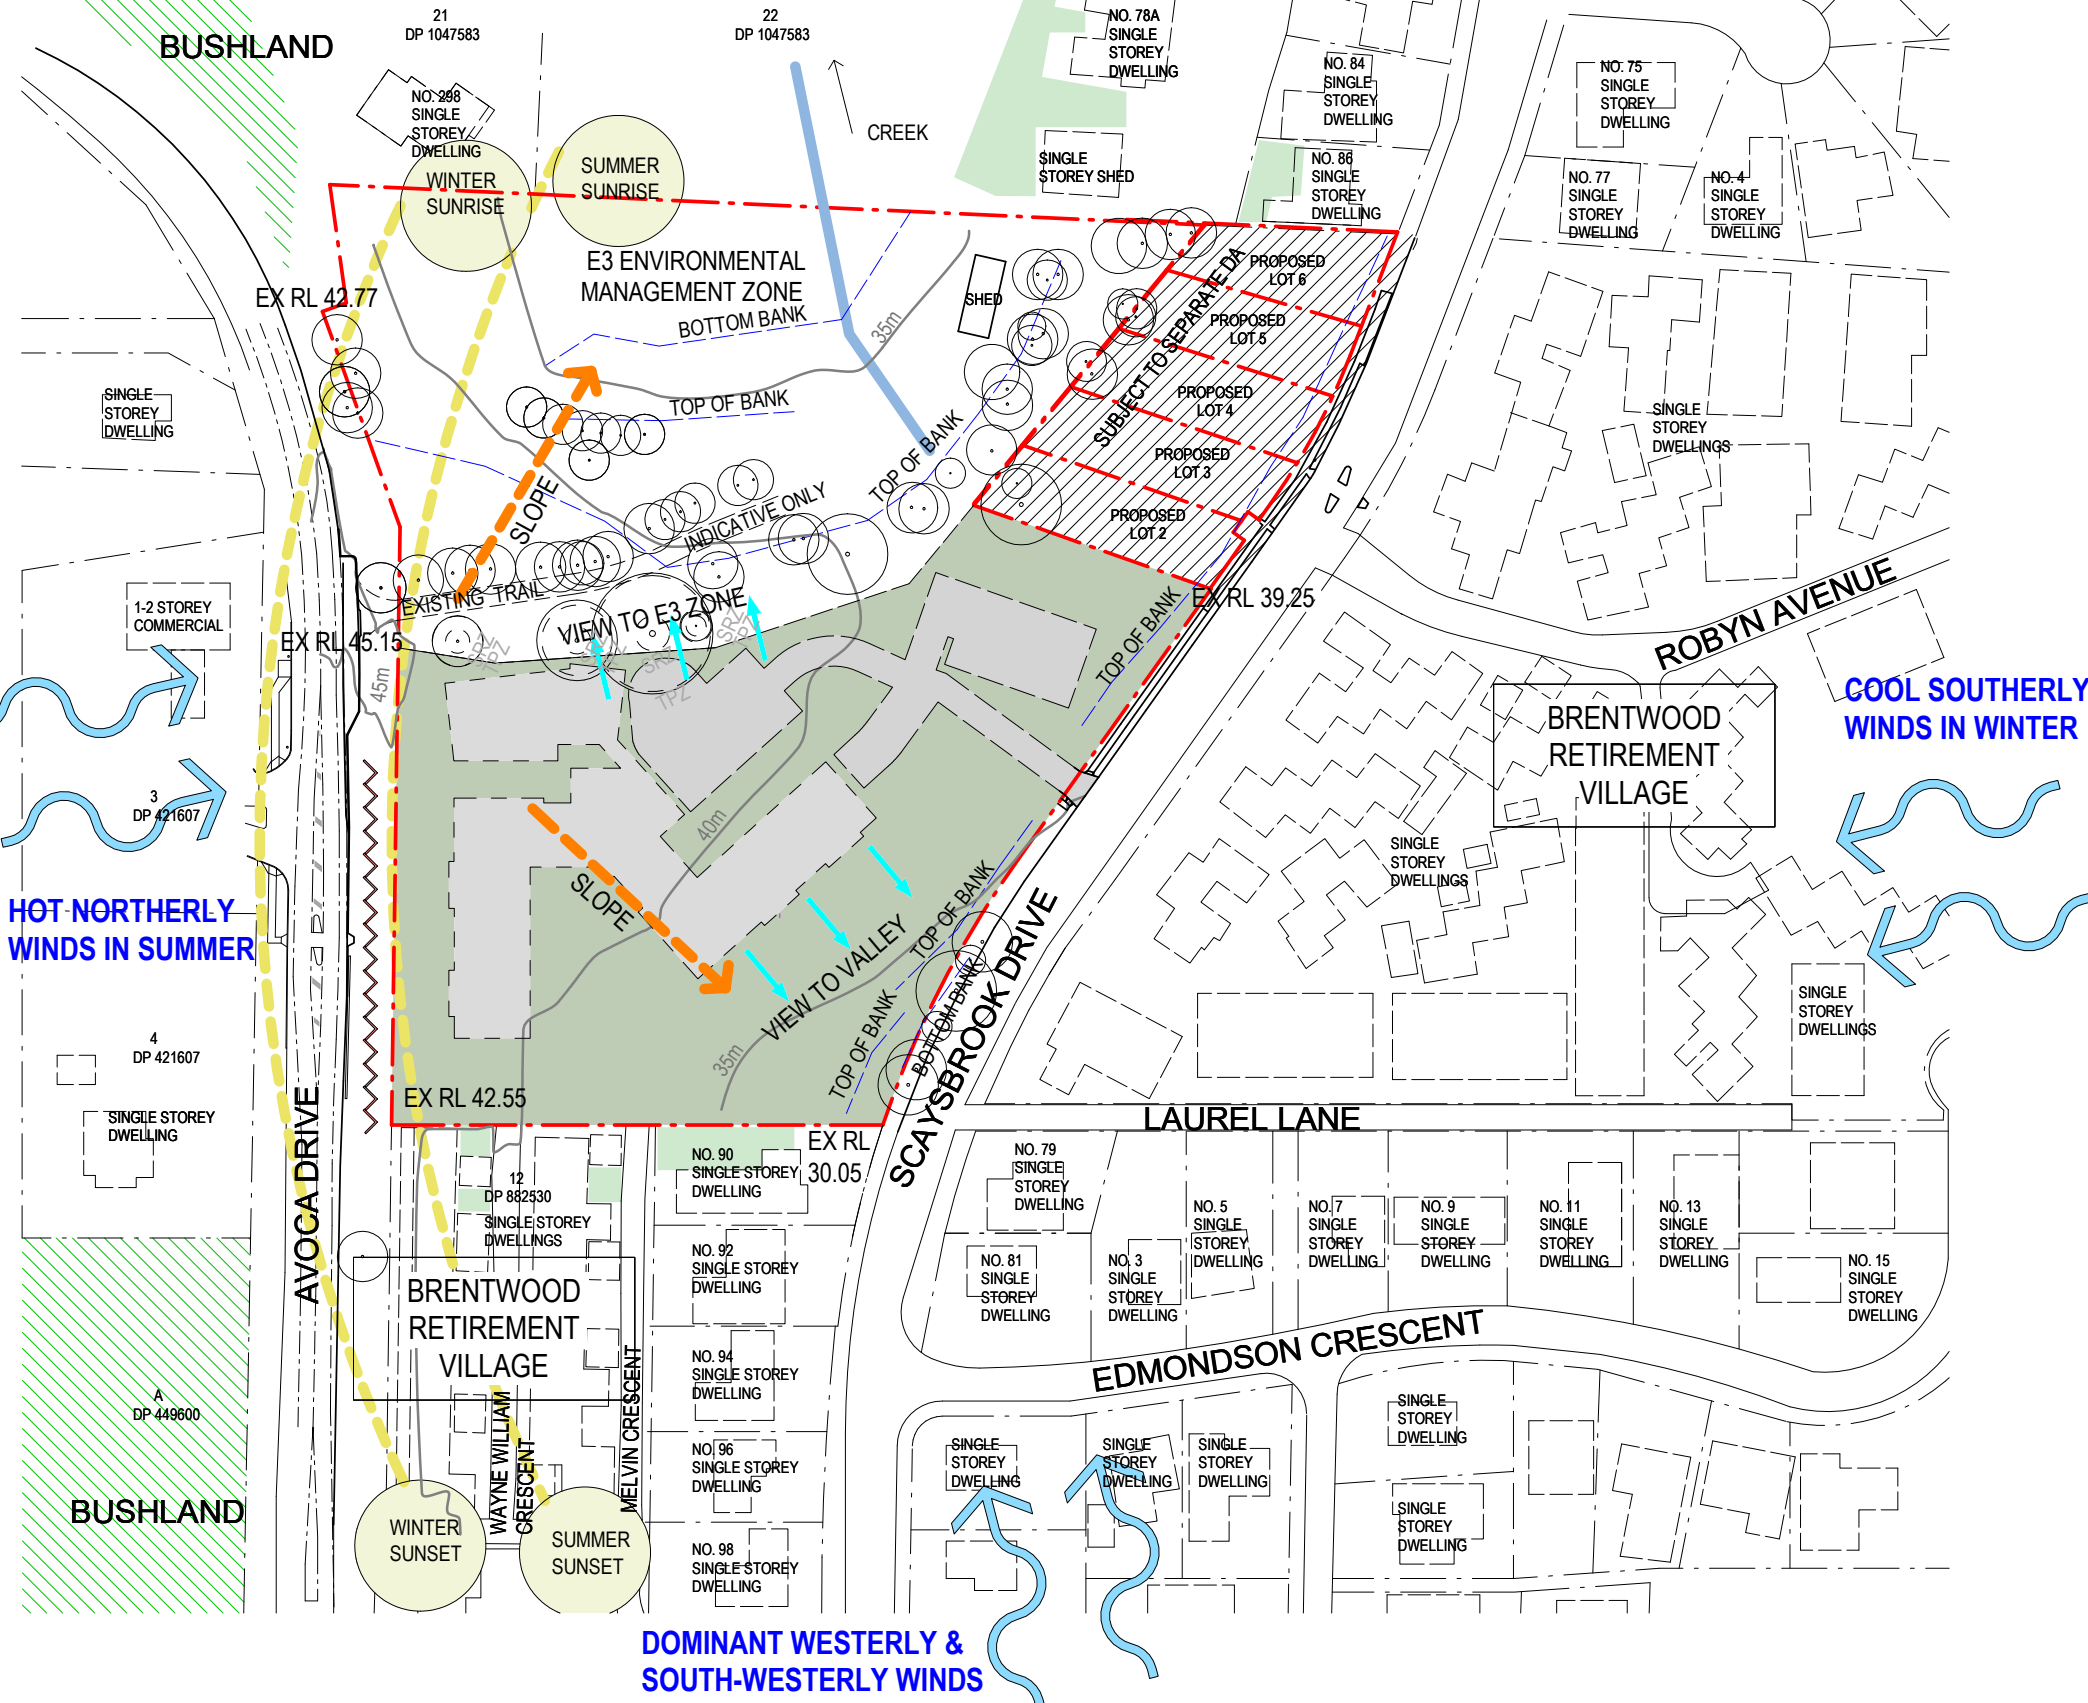 21
DP 1047583
22
DP 1047583
BUSHLAND
NO. 298
SINGLE
STOREY
DWELLING
CREEK
NO. 78A
SINGLE
STOREY
DWELLING
NO. 84
SINGLE
STOREY
DWELLING
NO. 75
SINGLE
STOREY
DWELLING
WINTER
SUNRISE
SUMMER
SUNRISE
SINGLE
STOREY SHED
NO. 86
SINGLE
STOREY
DWELLING
NO. 77
SINGLE
STOREY
DWELLING
NO. 4
SINGLE
STOREY
DWELLING
E3 ENVIRONMENTAL
MANAGEMENT ZONE
EX RL 42.77
BOTTOM BANK
35m
SHED
SUBJECT TO SEPARATE DA
PROPOSED
LOT 6
PROPOSED
LOT 5
PROPOSED
LOT 4
PROPOSED
LOT 3
PROPOSED
LOT 2
SINGLE
STOREY
DWELLING
TOP OF BANK
TOP OF BANK
SLOPE
INDICATIVE ONLY
SINGLE
STOREY
DWELLINGS
1-2 STOREY
COMMERCIAL
EXISTING TRAIL
VIEW TO E3 ZONE
EX RL 45.15
45m
SRZ
TPZ
SRZ
TPZ
SRZ
TPZ
SRZ
TPZ
EX RL 39.25
TOP OF BANK
ROBYN AVENUE
COOL SOUTHERLY
WINDS IN WINTER
BRENTWOOD
RETIREMENT
VILLAGE
3
DP 421607
40m
SINGLE
STOREY
DWELLINGS
HOT NORTHERLY
WINDS IN SUMMER
SLOPE
VIEW TO VALLEY
TOP OF BANK
TOP OF BANK
BOTTOM BANK
35m
SCAYSBROOK DRIVE
SINGLE
STOREY
DWELLINGS
4
DP 421607
SINGLE STOREY
DWELLING
AVOCA DRIVE
EX RL 42.55
EX RL
30.05
LAUREL LANE
12
DP 882530
SINGLE STOREY
DWELLINGS
NO. 90
SINGLE STOREY
DWELLING
NO. 79
SINGLE
STOREY
DWELLING
NO. 5
SINGLE
STOREY
DWELLING
NO. 7
SINGLE
STOREY
DWELLING
NO. 9
SINGLE
STOREY
DWELLING
NO. 11
SINGLE
STOREY
DWELLING
NO. 13
SINGLE
STOREY
DWELLING
NO. 92
SINGLE STOREY
DWELLING
NO. 81
SINGLE
STOREY
DWELLING
NO. 3
SINGLE
STOREY
DWELLING
NO. 15
SINGLE
STOREY
DWELLING
BRENTWOOD
RETIREMENT
VILLAGE
NO. 94
SINGLE STOREY
DWELLING
EDMONDSON CRESCENT
A
DP 449600
WAYNE WILLIAM
CRESCENT
MELVIN CRESCENT
NO. 96
SINGLE STOREY
DWELLING
SINGLE
STOREY
DWELLING
SINGLE
STOREY
DWELLING
SINGLE
STOREY
DWELLING
SINGLE
STOREY
DWELLING
BUSHLAND
WINTER
SUNSET
SUMMER
SUNSET
NO. 98
SINGLE STOREY
DWELLING
SINGLE
STOREY
DWELLING
DOMINANT WESTERLY &
SOUTH-WESTERLY WINDS